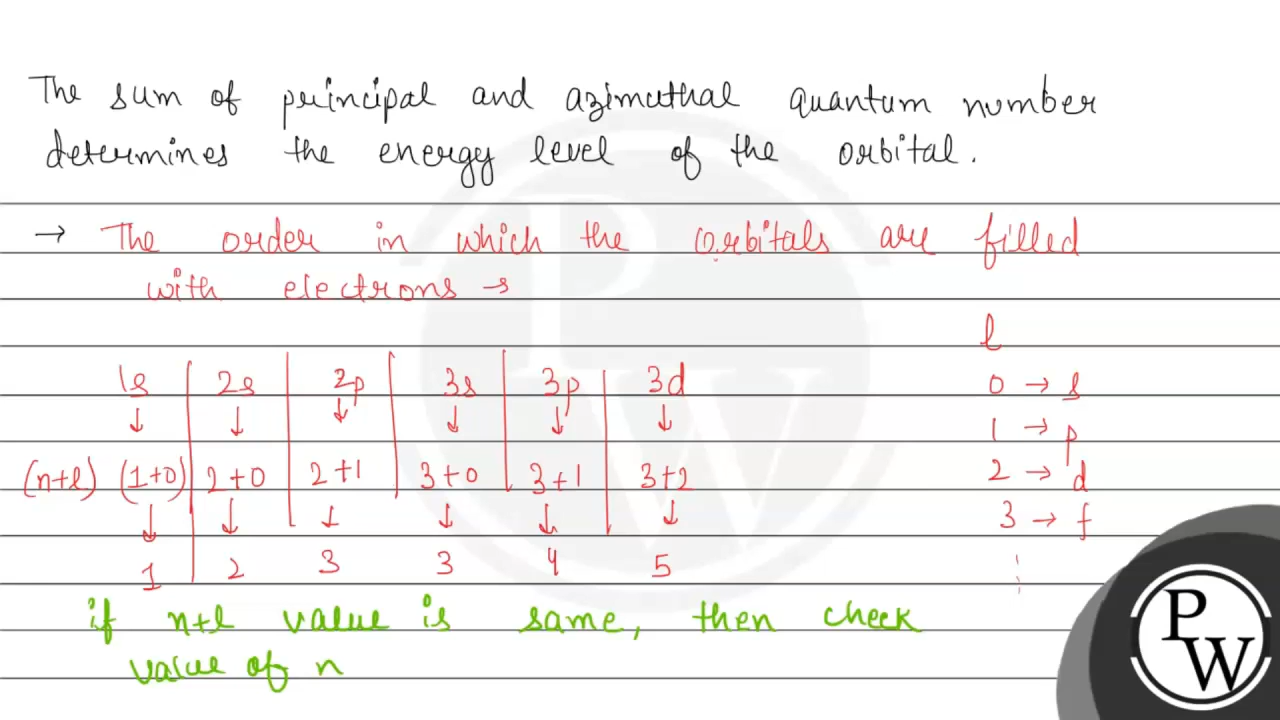 The sum of principal and azimuthal quantum number
determines the energy level of the orbital.
→ The order in which the orbitals are filled
with electrons →
l
1s 2s 2p 3s 3p 3d 0 → s
↓ ↓ ↓ ↓ ↓ ↓ 1 → p
(n+l) (1+0) 2+0 2+1 3+0 3+1 3+2 2 → d
↓ ↓ ↓ ↓ ↓ ↓ 3 → f
1 2 3 3 4 5 ⋮
if n+l value is same, then check
value of n
PW
PW